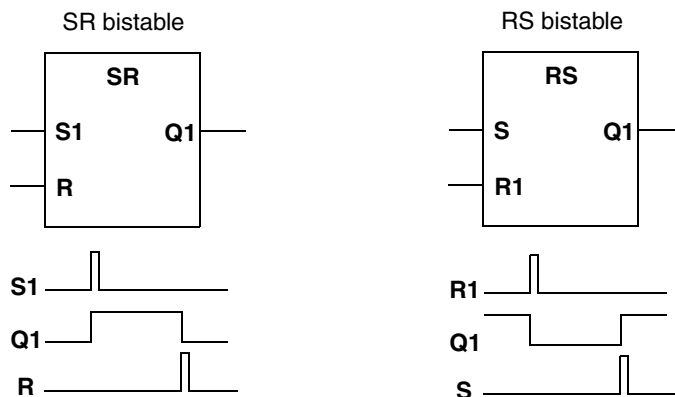 SR bistable
SR
S1 Q1
R
S1
Q1
R
RS bistable
RS
S Q1
R1
R1
Q1
S